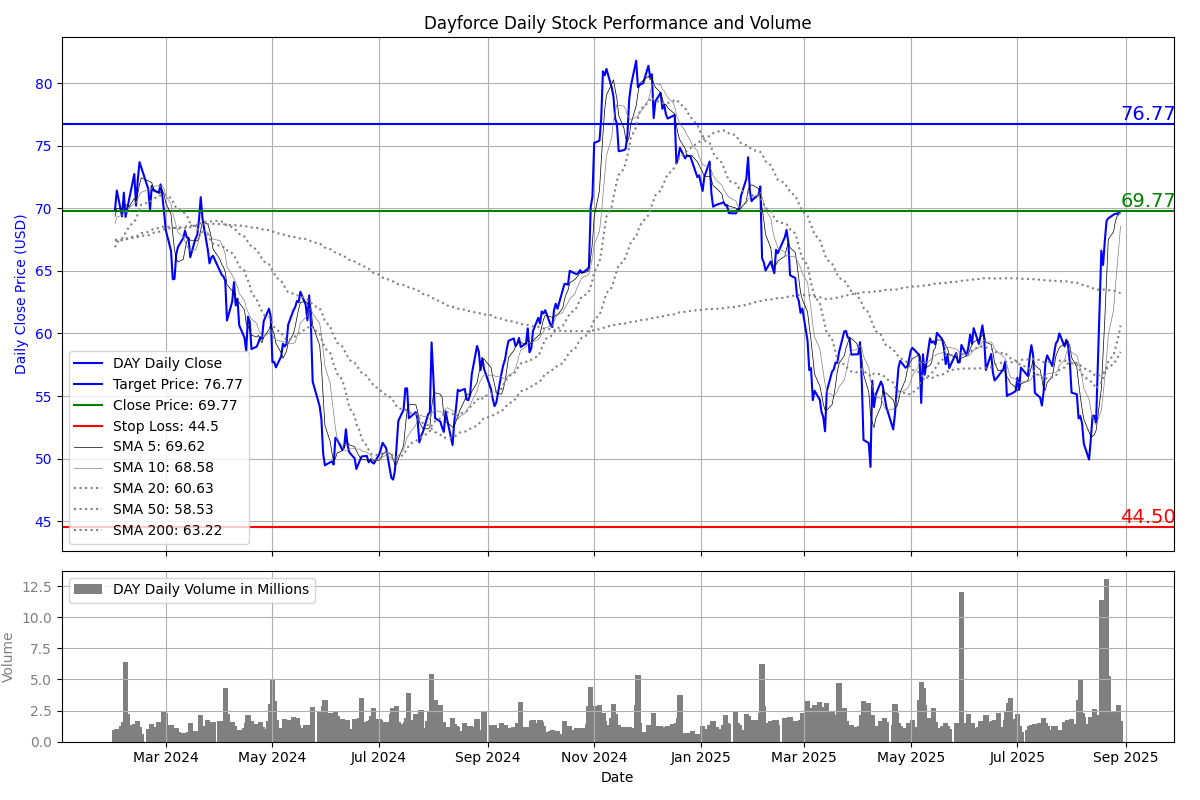 Dayforce Daily Stock Performance and Volume
80
75
70
65
60
55
50
45
Daily Close Price (USD)
76.77
69.77
44.50
DAY Daily Close
Target Price: 76.77
Close Price: 69.77
Stop Loss: 44.5
SMA 5: 69.62
SMA 10: 68.58
SMA 20: 60.63
SMA 50: 58.53
SMA 200: 63.22
12.5
10.0
7.5
5.0
2.5
0.0
Volume
DAY Daily Volume in Millions
Mar 2024 May 2024 Jul 2024 Sep 2024 Nov 2024 Jan 2025 Mar 2025 May 2025 Jul 2025 Sep 2025
Date